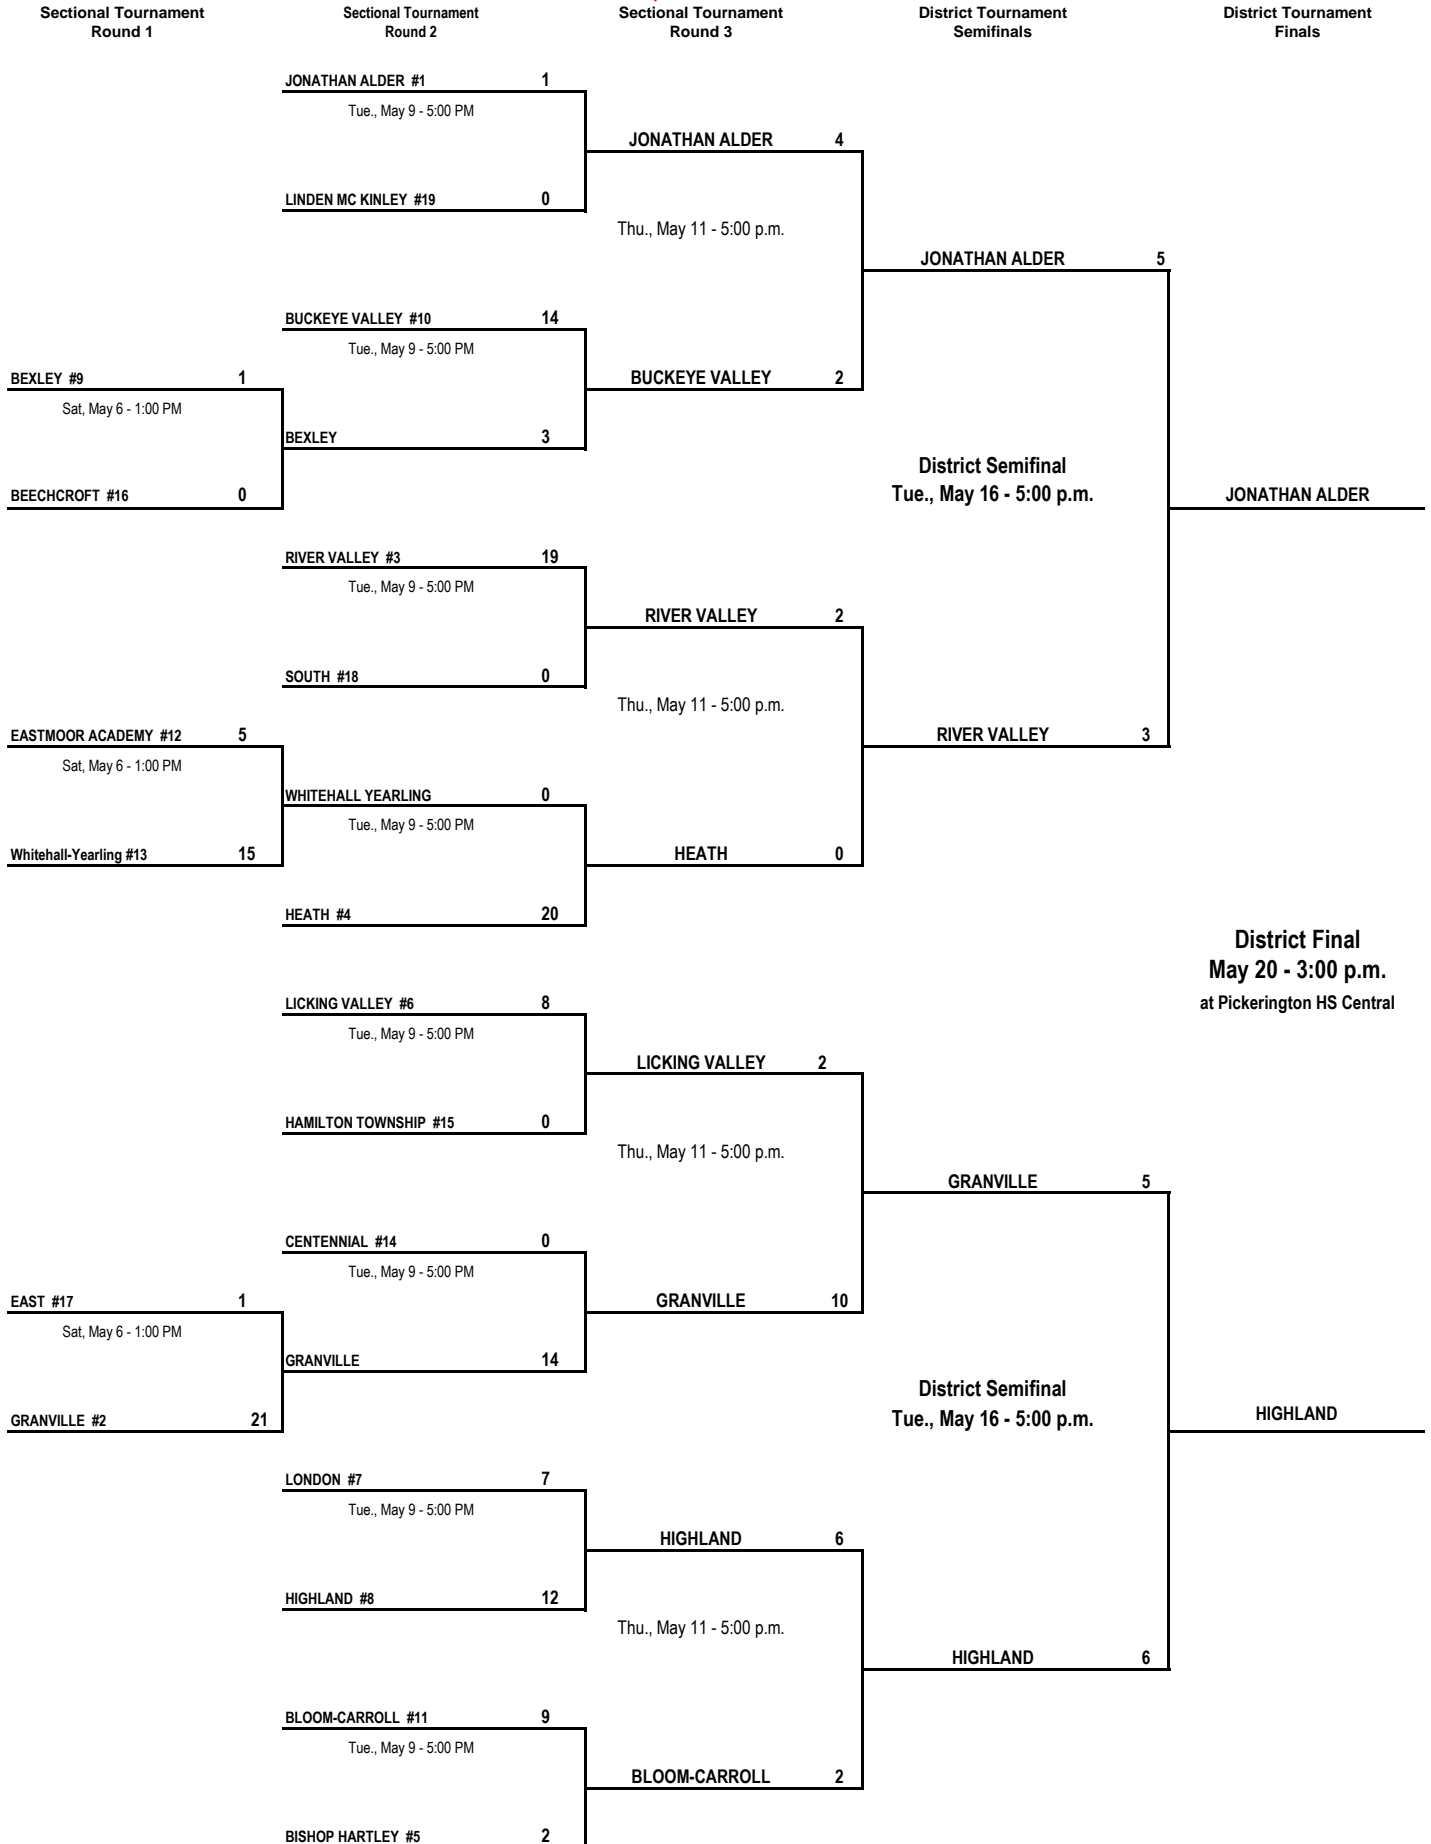 Sectional Tournament
Round 1
Sectional Tournament
Round 2
Sectional Tournament
Round 3
District Tournament
Semifinals
District Tournament
Finals
JONATHAN ALDER #1 1
Tue., May 9 - 5:00 PM
JONATHAN ALDER 4
LINDEN MC KINLEY #19 0
Thu., May 11 - 5:00 p.m.
JONATHAN ALDER 5
BUCKEYE VALLEY #10 14
Tue., May 9 - 5:00 PM
BEXLEY #9 1
BUCKEYE VALLEY 2
Sat, May 6 - 1:00 PM
BEXLEY 3
District Semifinal
Tue., May 16 - 5:00 p.m.
BEECHCROFT #16 0
JONATHAN ALDER
RIVER VALLEY #3 19
Tue., May 9 - 5:00 PM
RIVER VALLEY 2
SOUTH #18 0
Thu., May 11 - 5:00 p.m.
EASTMOOR ACADEMY #12 5
RIVER VALLEY 3
Sat, May 6 - 1:00 PM
WHITEHALL YEARLING 0
Tue., May 9 - 5:00 PM
Whitehall-Yearling #13 15
HEATH 0
HEATH #4 20
District Final
May 20 - 3:00 p.m.
at Pickerington HS Central
LICKING VALLEY #6 8
Tue., May 9 - 5:00 PM
LICKING VALLEY 2
HAMILTON TOWNSHIP #15 0
Thu., May 11 - 5:00 p.m.
GRANVILLE 5
CENTENNIAL #14 0
Tue., May 9 - 5:00 PM
EAST #17 1
GRANVILLE 10
Sat, May 6 - 1:00 PM
GRANVILLE 14
District Semifinal
Tue., May 16 - 5:00 p.m.
GRANVILLE #2 21
HIGHLAND
LONDON #7 7
Tue., May 9 - 5:00 PM
HIGHLAND 6
HIGHLAND #8 12
Thu., May 11 - 5:00 p.m.
HIGHLAND 6
BLOOM-CARROLL #11 9
Tue., May 9 - 5:00 PM
BLOOM-CARROLL 2
BISHOP HARTLEY #5 2